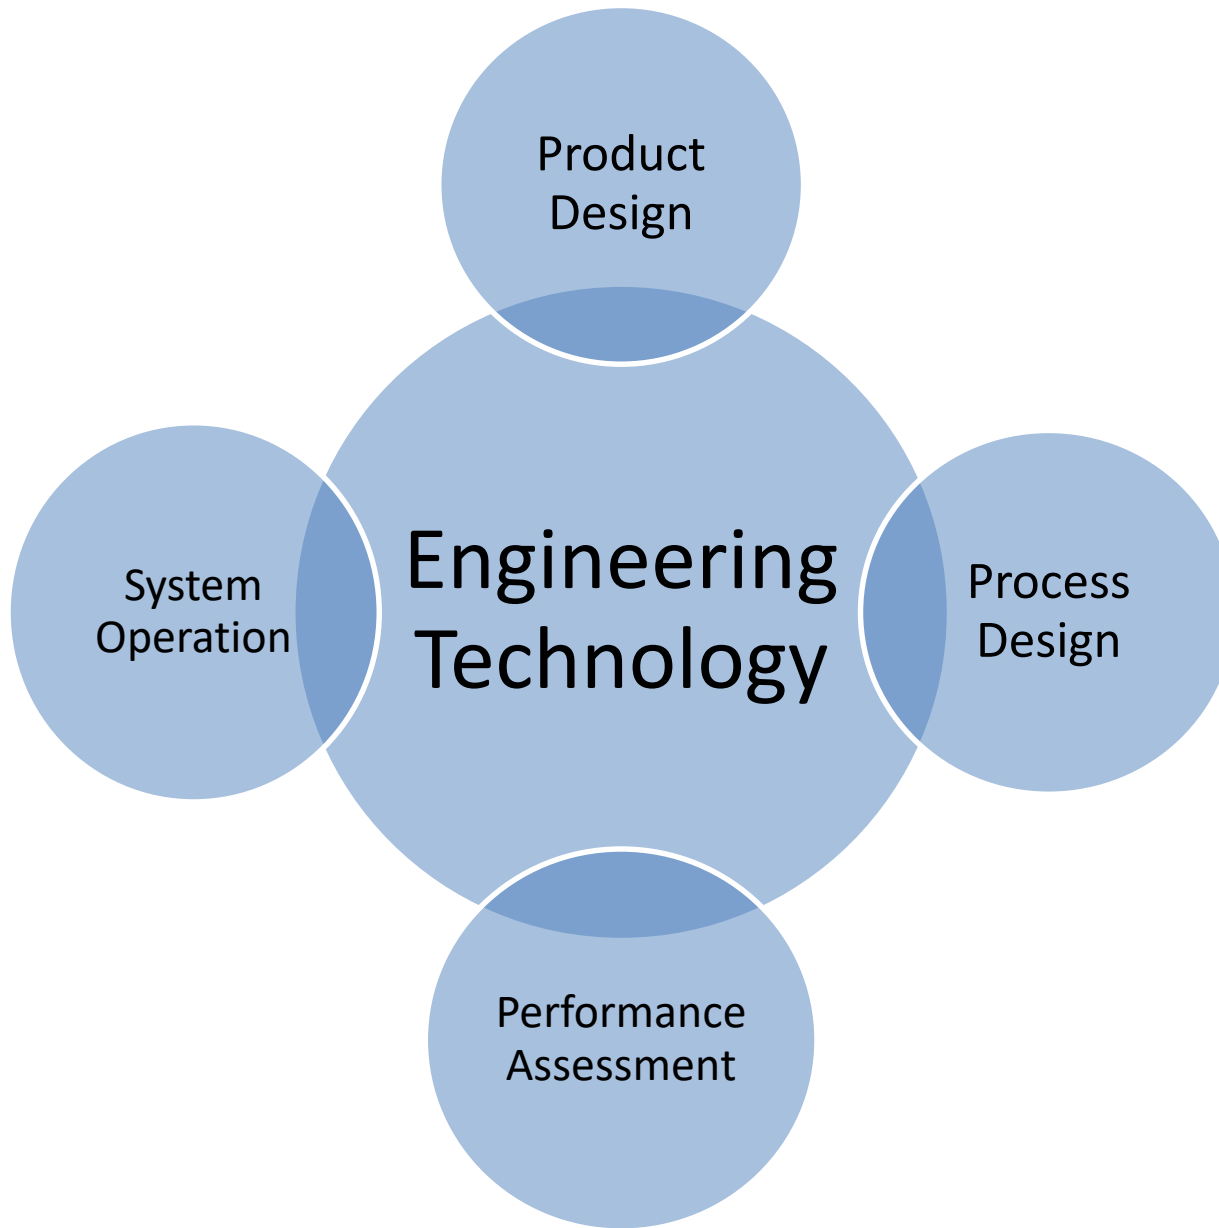 Product
Design
System
Operation
Engineering
Technology
Process
Design
Performance
Assessment